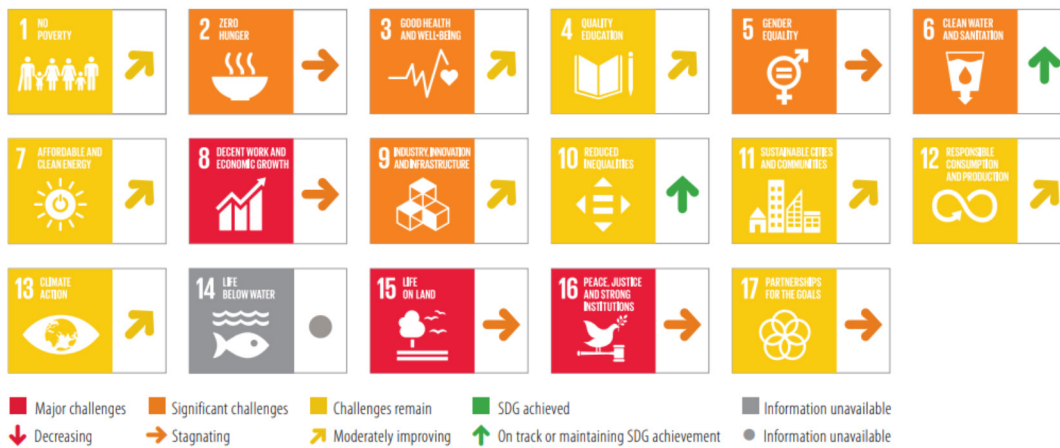 1 NO
POVERTY
2 ZERO
HUNGER
3 GOOD HEALTH
AND WELL-BEING
4 QUALITY
EDUCATION
5 GENDER
EQUALITY
6 CLEAN WATER
AND SANITATION
7 AFFORDABLE AND
CLEAN ENERGY
8 DECENT WORK AND
ECONOMIC GROWTH
9 INDUSTRY, INNOVATION
AND INFRASTRUCTURE
10 REDUCED
INEQUALITIES
11 SUSTAINABLE CITIES
AND COMMUNITIES
12 RESPONSIBLE
CONSUMPTION
AND PRODUCTION
13 CLIMATE
ACTION
14 LIFE
BELOW WATER
15 LIFE
ON LAND
16 PEACE, JUSTICE
AND STRONG
INSTITUTIONS
17 PARTNERSHIPS
FOR THE GOALS
Major challenges Significant challenges Challenges remain SDG achieved Information unavailable
Decreasing Stagnating Moderately improving On track or maintaining SDG achievement Information unavailable